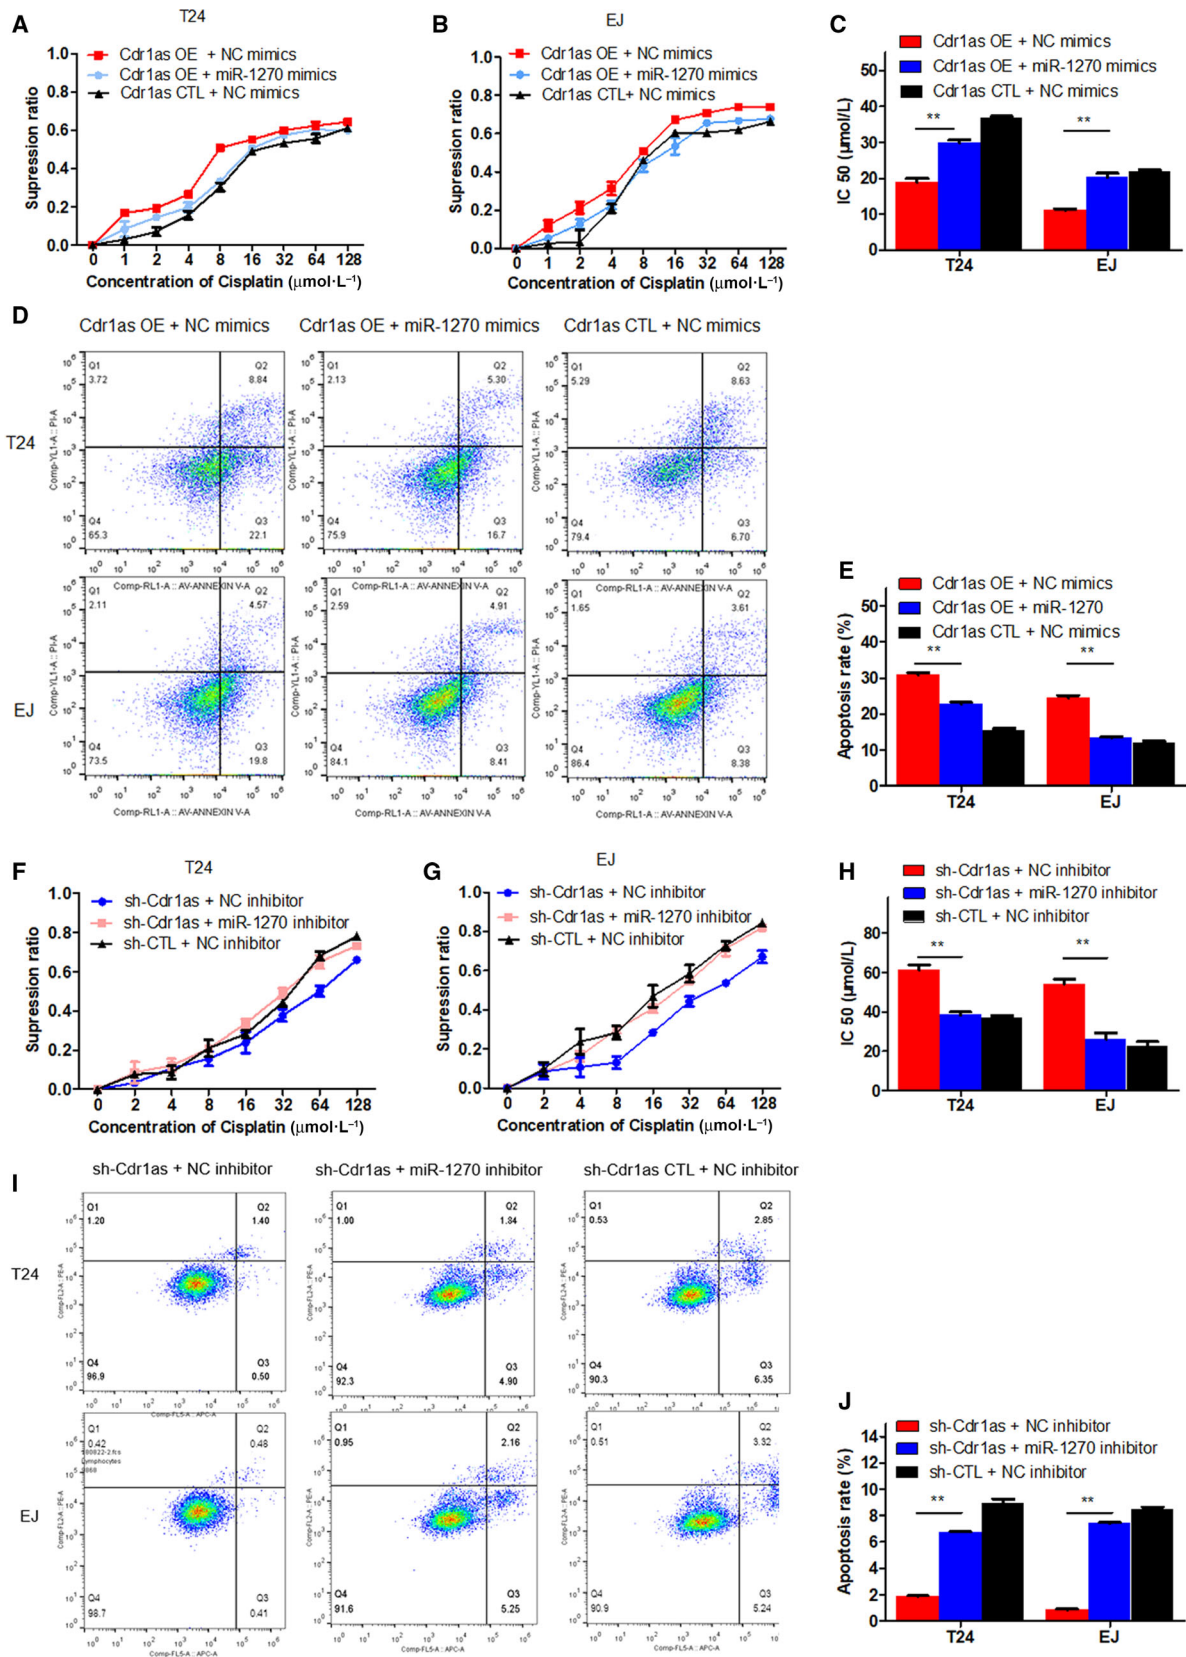 A
T24
Cdr1as OE + NC mimics
Cdr1as OE + miR-1270 mimics
Cdr1as CTL + NC mimics
Supression ratio
1.0
0.8
0.6
0.4
0.2
0.0
0 1 2 4 8 16 32 64 128
Concentration of Cisplatin (μmol·L⁻¹)
B
EJ
Cdr1as OE + NC mimics
Cdr1as OE + miR-1270 mimics
Cdr1as CTL+ NC mimics
Supression ratio
1.0
0.8
0.6
0.4
0.2
0.0
0 1 2 4 8 16 32 64 128
Concentration of Cisplatin (μmol·L⁻¹)
C
Cdr1as OE + NC mimics
Cdr1as OE + miR-1270 mimics
Cdr1as CTL + NC mimics
IC 50 (μmol/L)
50
40
30
20
10
0
** **
T24 EJ
D
Cdr1as OE + NC mimics Cdr1as OE + miR-1270 mimics Cdr1as CTL + NC mimics
T24
Q1 3.72 Q2 8.84 Q4 65.3 Q3 22.1
Q1 2.13 Q2 5.30 Q4 75.9 Q3 16.7
Q1 5.29 Q2 8.63 Q4 79.4 Q3 6.70
Comp-YL1-A :: PI-A
Comp-RL1-A :: AV-ANNEXIN V-A
EJ
Q1 2.11 Q2 4.57 Q4 73.5 Q3 19.8
Q1 2.59 Q2 4.91 Q4 84.1 Q3 8.41
Q1 1.65 Q2 3.61 Q4 86.4 Q3 8.38
Comp-YL1-A :: PI-A
Comp-RL1-A :: AV-ANNEXIN V-A
E
Cdr1as OE + NC mimics
Cdr1as OE + miR-1270
Cdr1as CTL + NC mimics
Apoptosis rate (%)
50
40
30
20
10
0
** **
T24 EJ
F
T24
sh-Cdr1as + NC inhibitor
sh-Cdr1as + miR-1270 inhibitor
sh-CTL + NC inhibitor
Supression ratio
1.0
0.8
0.6
0.4
0.2
0.0
0 2 4 8 16 32 64 128
Concentration of Cisplatin (μmol·L⁻¹)
G
EJ
sh-Cdr1as + NC inhibitor
sh-Cdr1as + miR-1270 inhibitor
sh-CTL + NC inhibitor
Supression ratio
1.0
0.8
0.6
0.4
0.2
0.0
0 2 4 8 16 32 64 128
Concentration of Cisplatin (μmol·L⁻¹)
H
sh-Cdr1as + NC inhibitor
sh-Cdr1as + miR-1270 inhibitor
sh-CTL + NC inhibitor
IC 50 (μmol/L)
80
60
40
20
0
** **
T24 EJ
I
sh-Cdr1as + NC inhibitor sh-Cdr1as + miR-1270 inhibitor sh-Cdr1as CTL + NC inhibitor
T24
Q1 1.20 Q2 1.40 Q4 96.9 Q3 0.50
Q1 1.00 Q2 1.84 Q4 92.3 Q3 4.90
Q1 0.53 Q2 2.85 Q4 90.3 Q3 6.35
Comp-FL2-A :: PE-A
Comp-FL5-A :: APC-A
EJ
Q1 0.42 Q2 0.48 Q4 98.7 Q3 0.41
Q1 0.95 Q2 2.16 Q4 91.6 Q3 5.25
Q1 0.51 Q2 3.32 Q4 90.9 Q3 5.24
Comp-FL2-A :: PE-A
Comp-FL5-A :: APC-A
J
sh-Cdr1as + NC inhibitor
sh-Cdr1as + miR-1270 inhibitor
sh-CTL + NC inhibitor
Apoptosis rate (%)
14
12
10
8
6
4
2
0
** **
T24 EJ